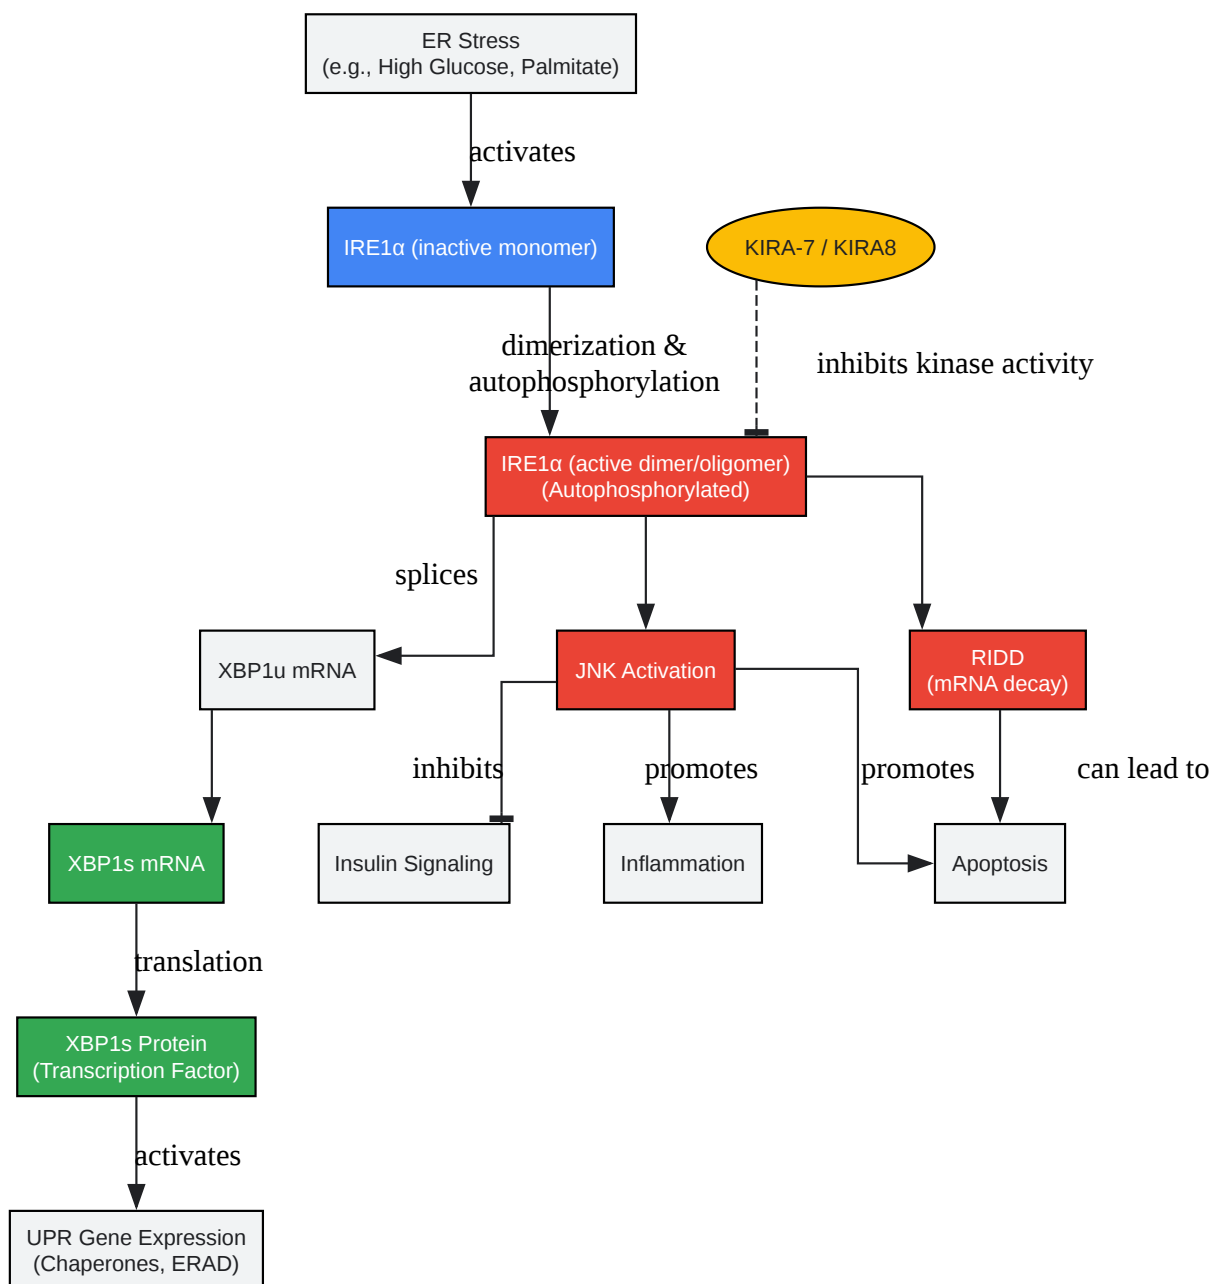 ER Stress
(e.g., High Glucose, Palmitate)
activates
IRE1α (inactive monomer)
KIRA-7 / KIRA8
dimerization &
autophosphorylation
inhibits kinase activity
IRE1α (active dimer/oligomer)
(Autophosphorylated)
splices
XBP1u mRNA
JNK Activation
RIDD
(mRNA decay)
inhibits
promotes
promotes
can lead to
XBP1s mRNA
Insulin Signaling
Inflammation
Apoptosis
translation
XBP1s Protein
(Transcription Factor)
activates
UPR Gene Expression
(Chaperones, ERAD)